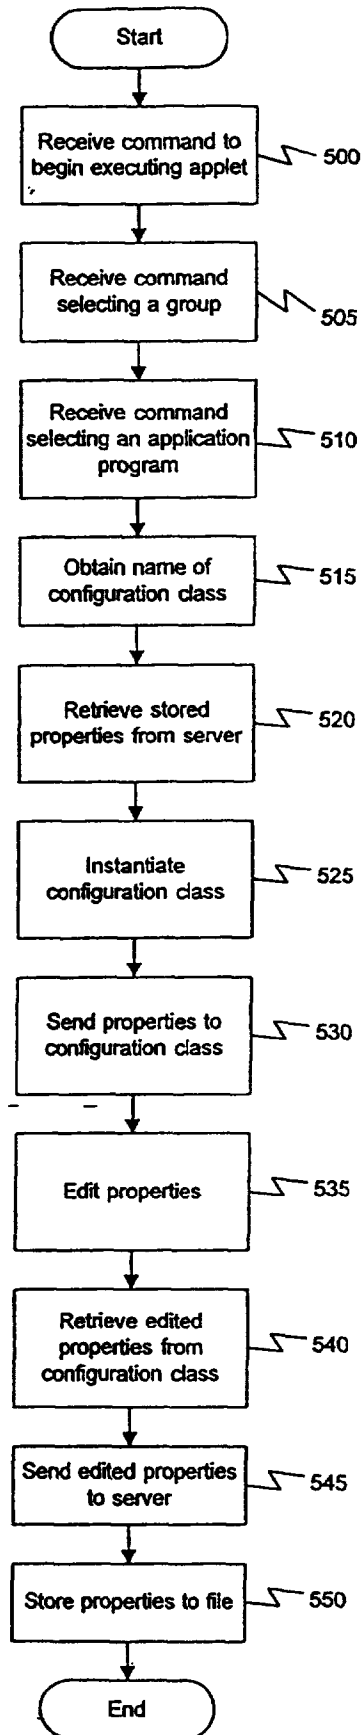 Start
Receive command to
begin executing applet
500
Receive command
selecting a group
505
Receive command
selecting an application
program
510
Obtain name of
configuration class
515
Retrieve stored
properties from server
520
Instantiate
configuration class
525
Send properties to
configuration class
530
Edit properties
535
Retrieve edited
properties from
configuration class
540
Send edited properties
to server
545
Store properties to file
550
End